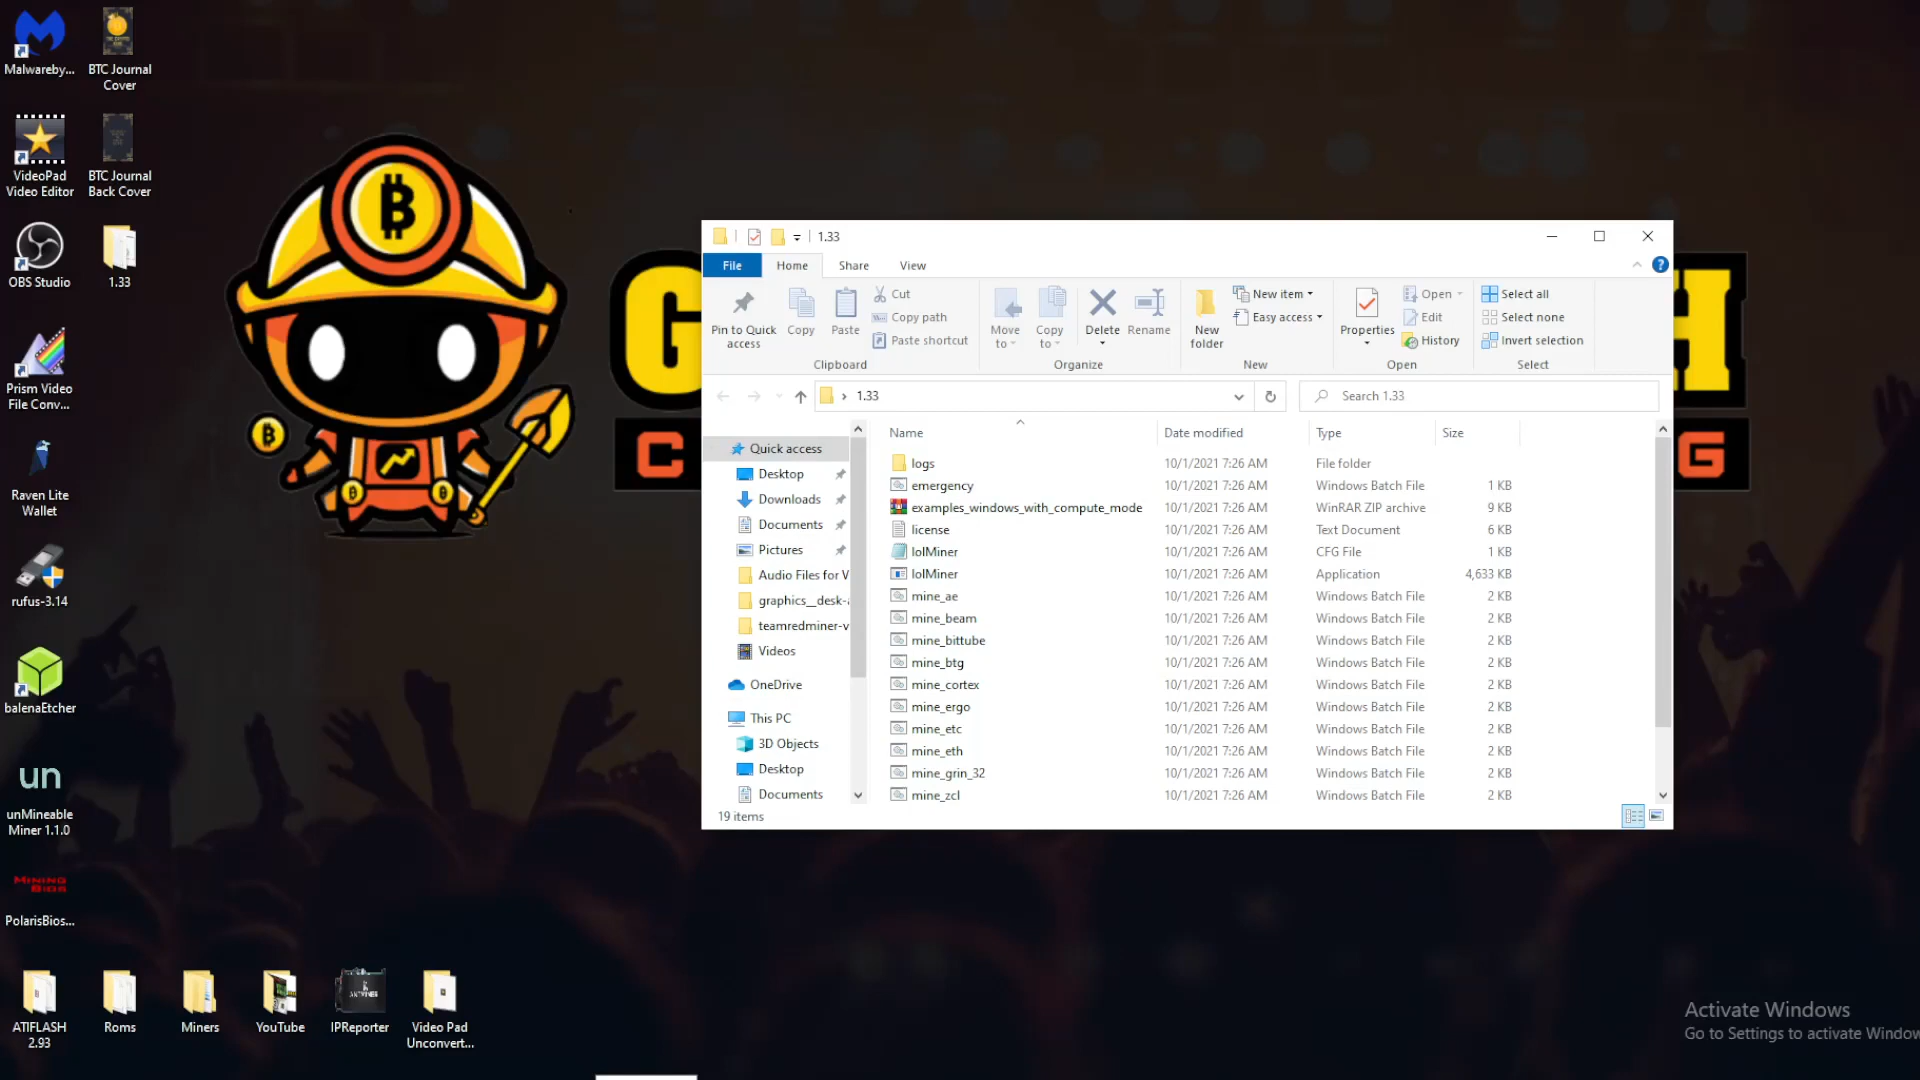 Malwareby...
BTC Journal
Cover
VideoPad
Video Editor
BTC Journal
Back Cover
OBS Studio
1.33
Prism Video
File Conv...
Raven Lite
Wallet
rufus-3.14
balenaEtcher
un
unMineable
Miner 1.1.0
MINING
BIOS
PolarisBios...
ATIFLASH
2.93
Roms
Miners
YouTube
IPReporter
Video Pad
Unconvert...
G
H
C
G
1.33
File
Home
Share
View
Pin to Quick
access
Copy
Paste
Cut
Copy path
Paste shortcut
Clipboard
Move
to
Copy
to
Delete
Rename
Organize
New
folder
New item
Easy access
New
Properties
Open
Edit
History
Open
Select all
Select none
Invert selection
Select
1.33
Search 1.33
Quick access
Desktop
Downloads
Documents
Pictures
Audio Files for V
graphics__desk-
teamredminer-v
Videos
OneDrive
This PC
3D Objects
Desktop
Documents
Name Date modified Type Size
logs 10/1/2021 7:26 AM File folder
emergency 10/1/2021 7:26 AM Windows Batch File 1 KB
examples_windows_with_compute_mode 10/1/2021 7:26 AM WinRAR ZIP archive 9 KB
license 10/1/2021 7:26 AM Text Document 6 KB
lolMiner 10/1/2021 7:26 AM CFG File 1 KB
lolMiner 10/1/2021 7:26 AM Application 4,633 KB
mine_ae 10/1/2021 7:26 AM Windows Batch File 2 KB
mine_beam 10/1/2021 7:26 AM Windows Batch File 2 KB
mine_bittube 10/1/2021 7:26 AM Windows Batch File 2 KB
mine_btg 10/1/2021 7:26 AM Windows Batch File 2 KB
mine_cortex 10/1/2021 7:26 AM Windows Batch File 2 KB
mine_ergo 10/1/2021 7:26 AM Windows Batch File 2 KB
mine_etc 10/1/2021 7:26 AM Windows Batch File 2 KB
mine_eth 10/1/2021 7:26 AM Windows Batch File 2 KB
mine_grin_32 10/1/2021 7:26 AM Windows Batch File 2 KB
mine_zcl 10/1/2021 7:26 AM Windows Batch File 2 KB
19 items
Activate Windows
Go to Settings to activate Window